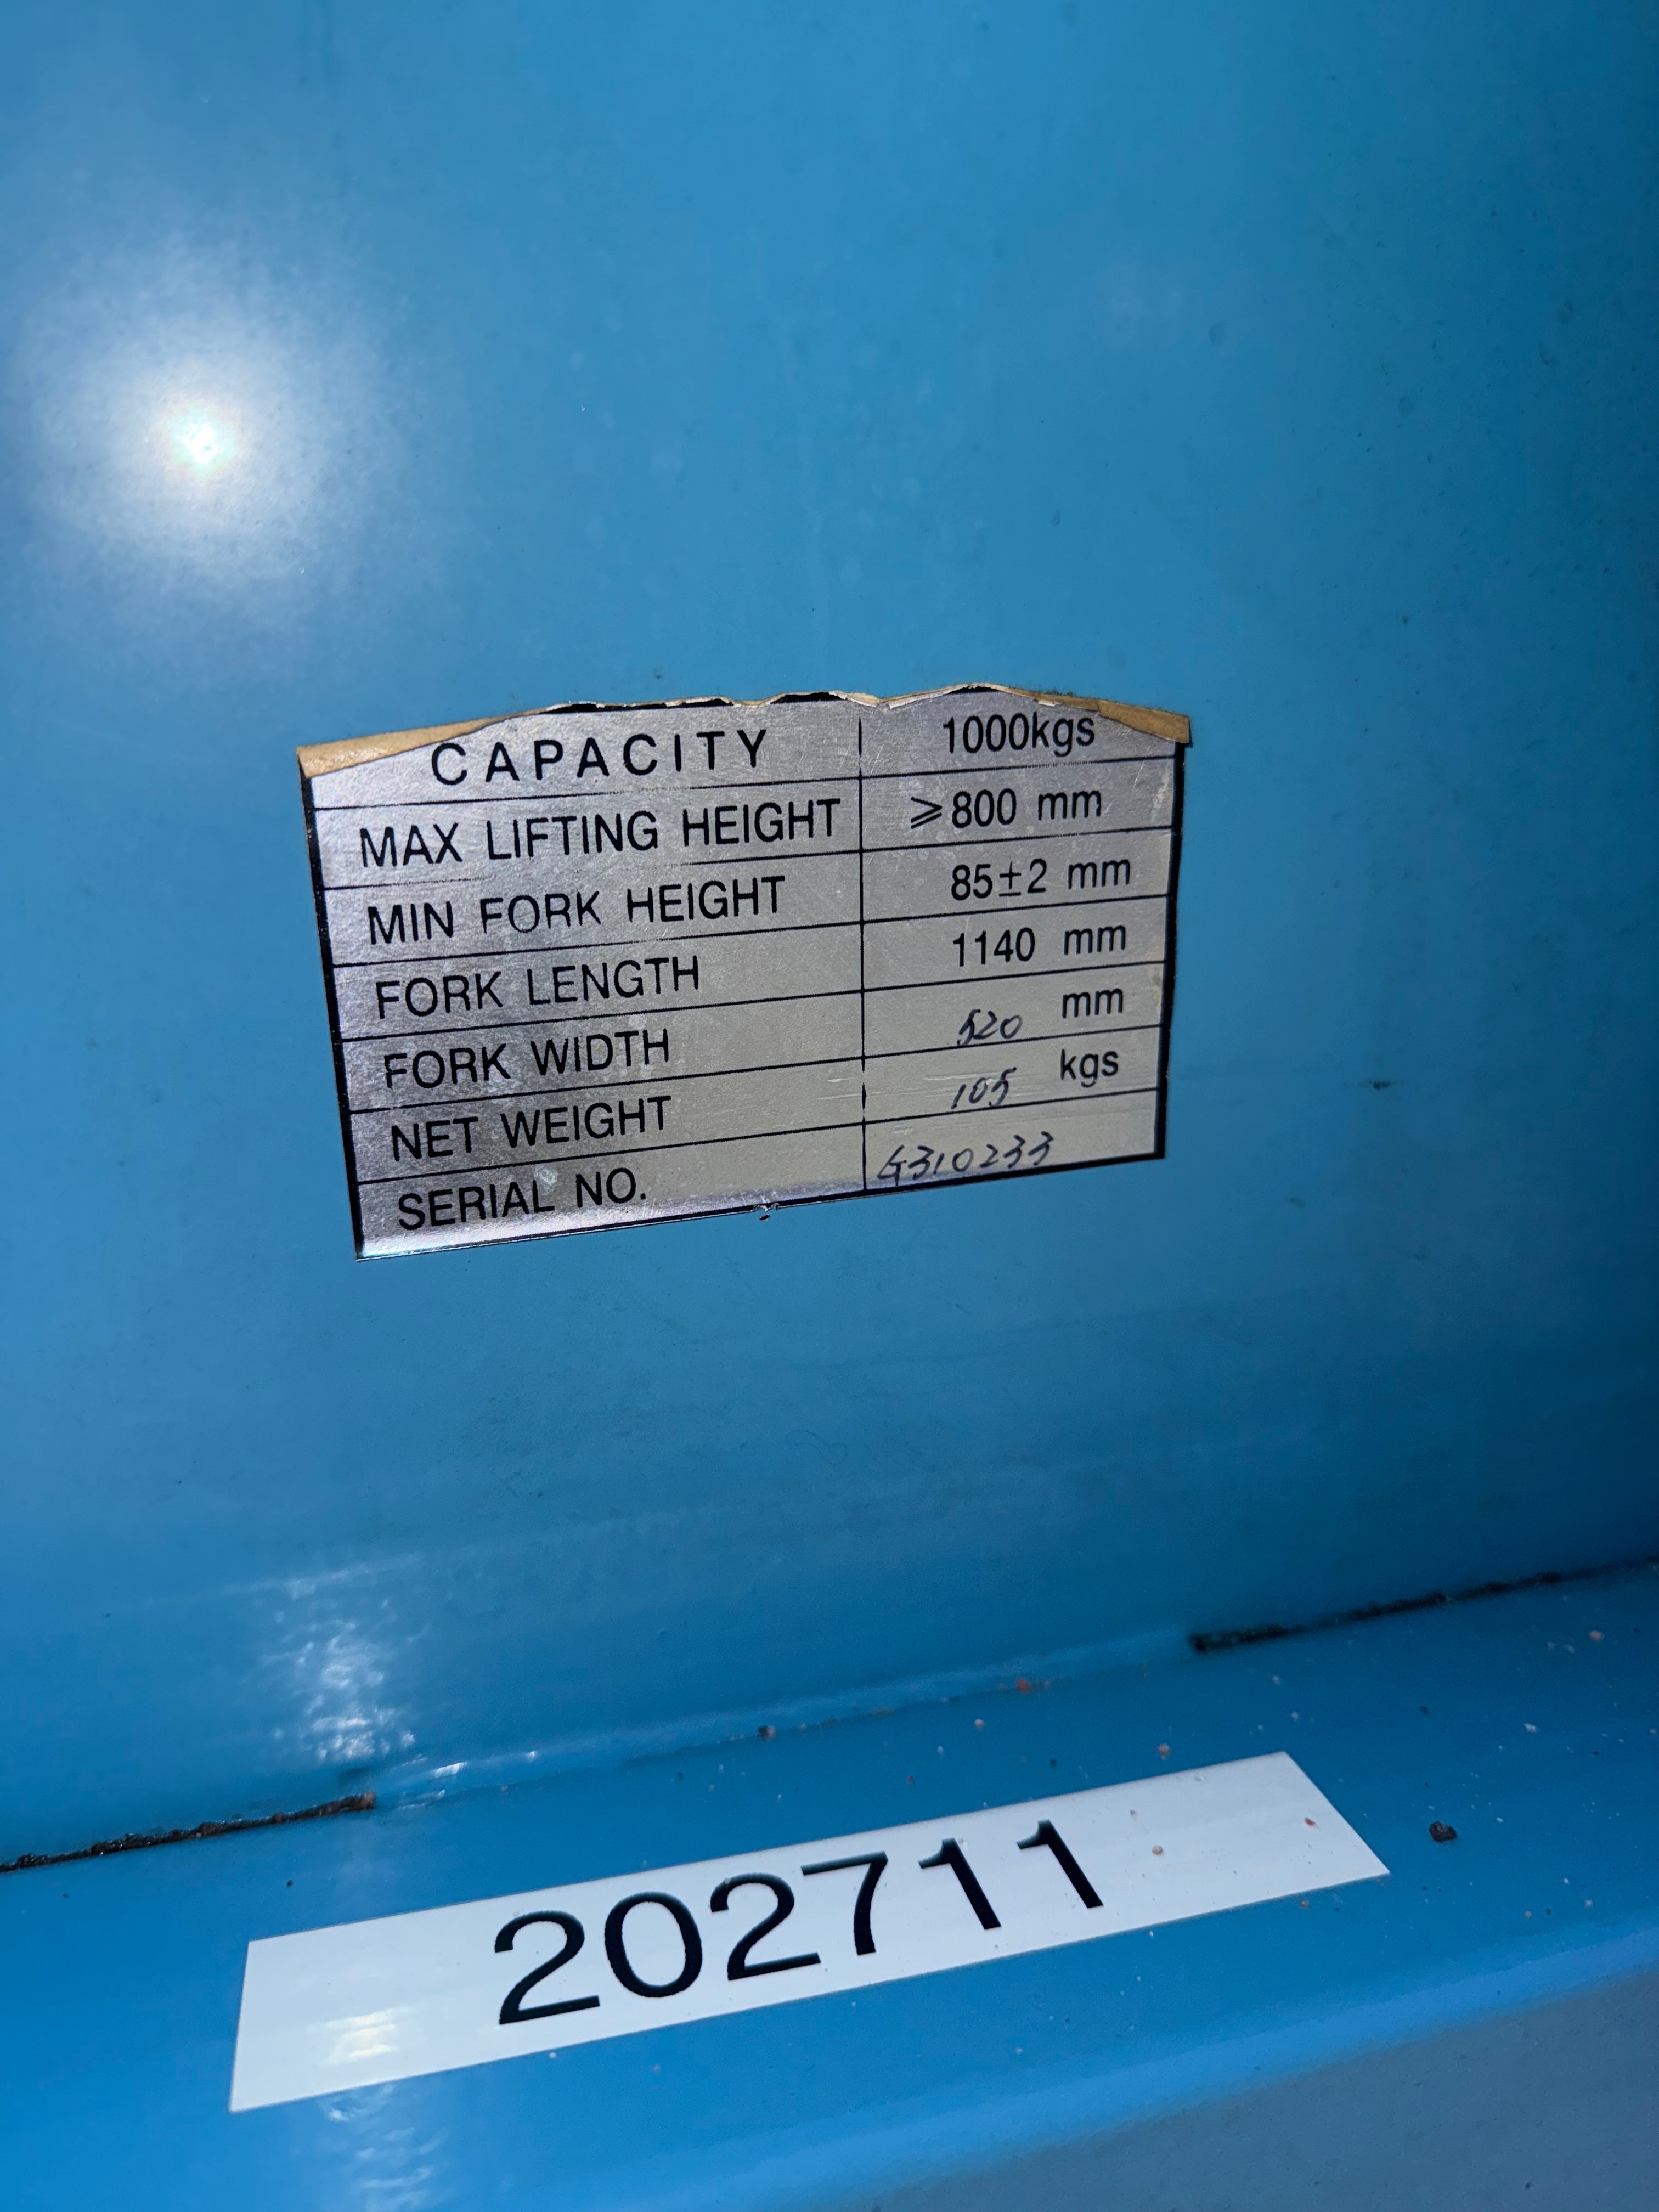 CAPACITY 1000kgs
MAX LIFTING HEIGHT ⩾800 mm
MIN FORK HEIGHT 85±2 mm
FORK LENGTH 1140 mm
FORK WIDTH 520 mm
NET WEIGHT 105 kgs
SERIAL NO. G310233
202711